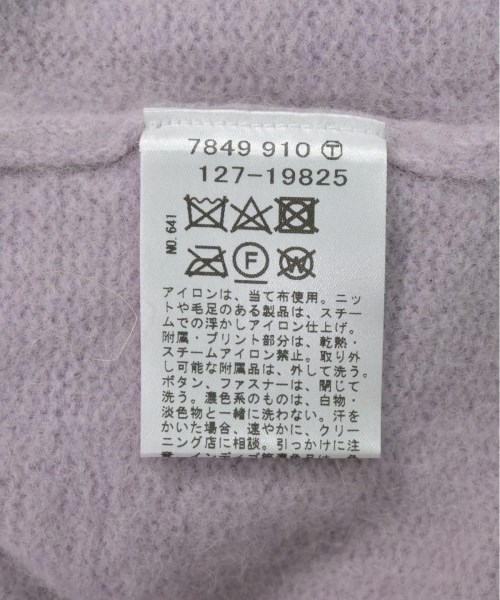 7849 910 Ⓣ
127-19825
NO.641
F
W
アイロンは、当て布使用。ニッ
トや毛足のある製品は、スチー
ムでの浮かしアイロン仕上げ。
附属・プリント部分は、乾熱・
スチームアイロン禁止。取り外
し可能な附属品は、外して洗う。
ボタン、ファスナーは、閉じて
洗う。濃色系のものは、白物・
淡色物と一緒に洗わない。汗を
かいた場合、速やかに、クリー
ニング店に相談。引っかけに注